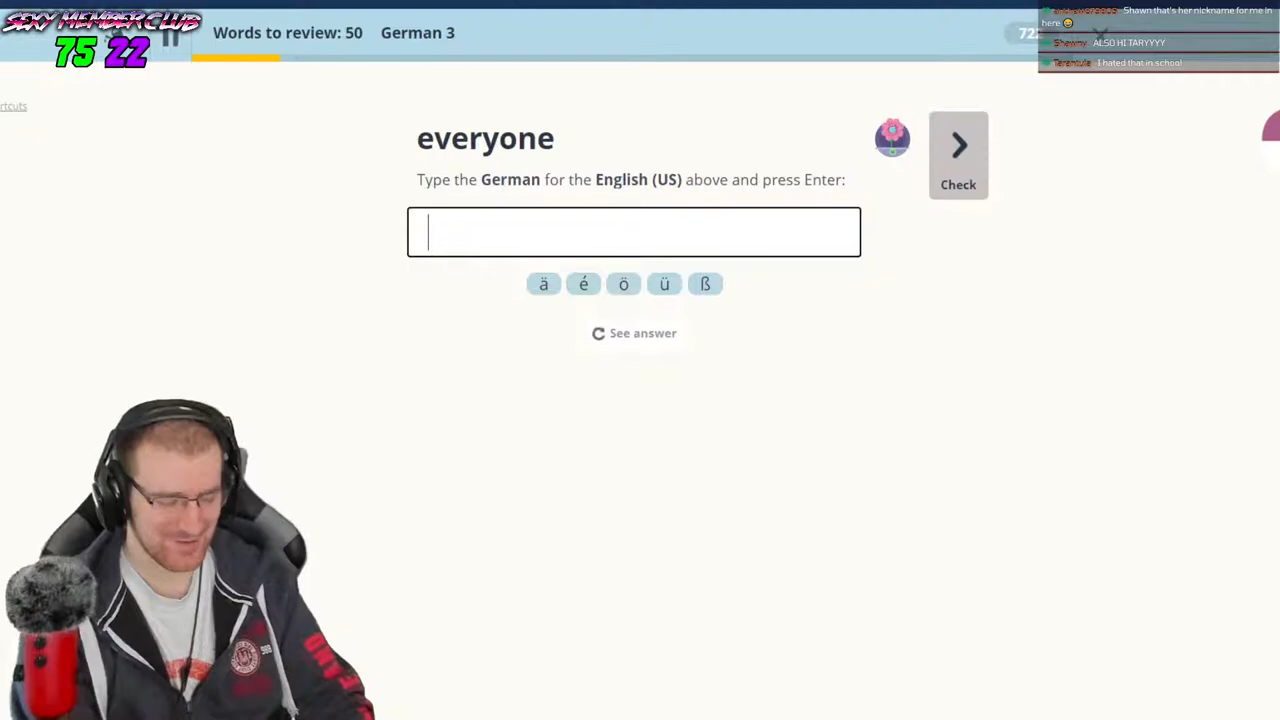 SEXY MEMBER CLUB
75 22
Words to review: 50 German 3
Shawn that's her nickname for me in
here
Shawny ALSO HI TARYYYY
Tarantula I hated that in school
rtcuts
everyone
Type the German for the English (US) above and press Enter:
Check
ä é ö ü ß
See answer